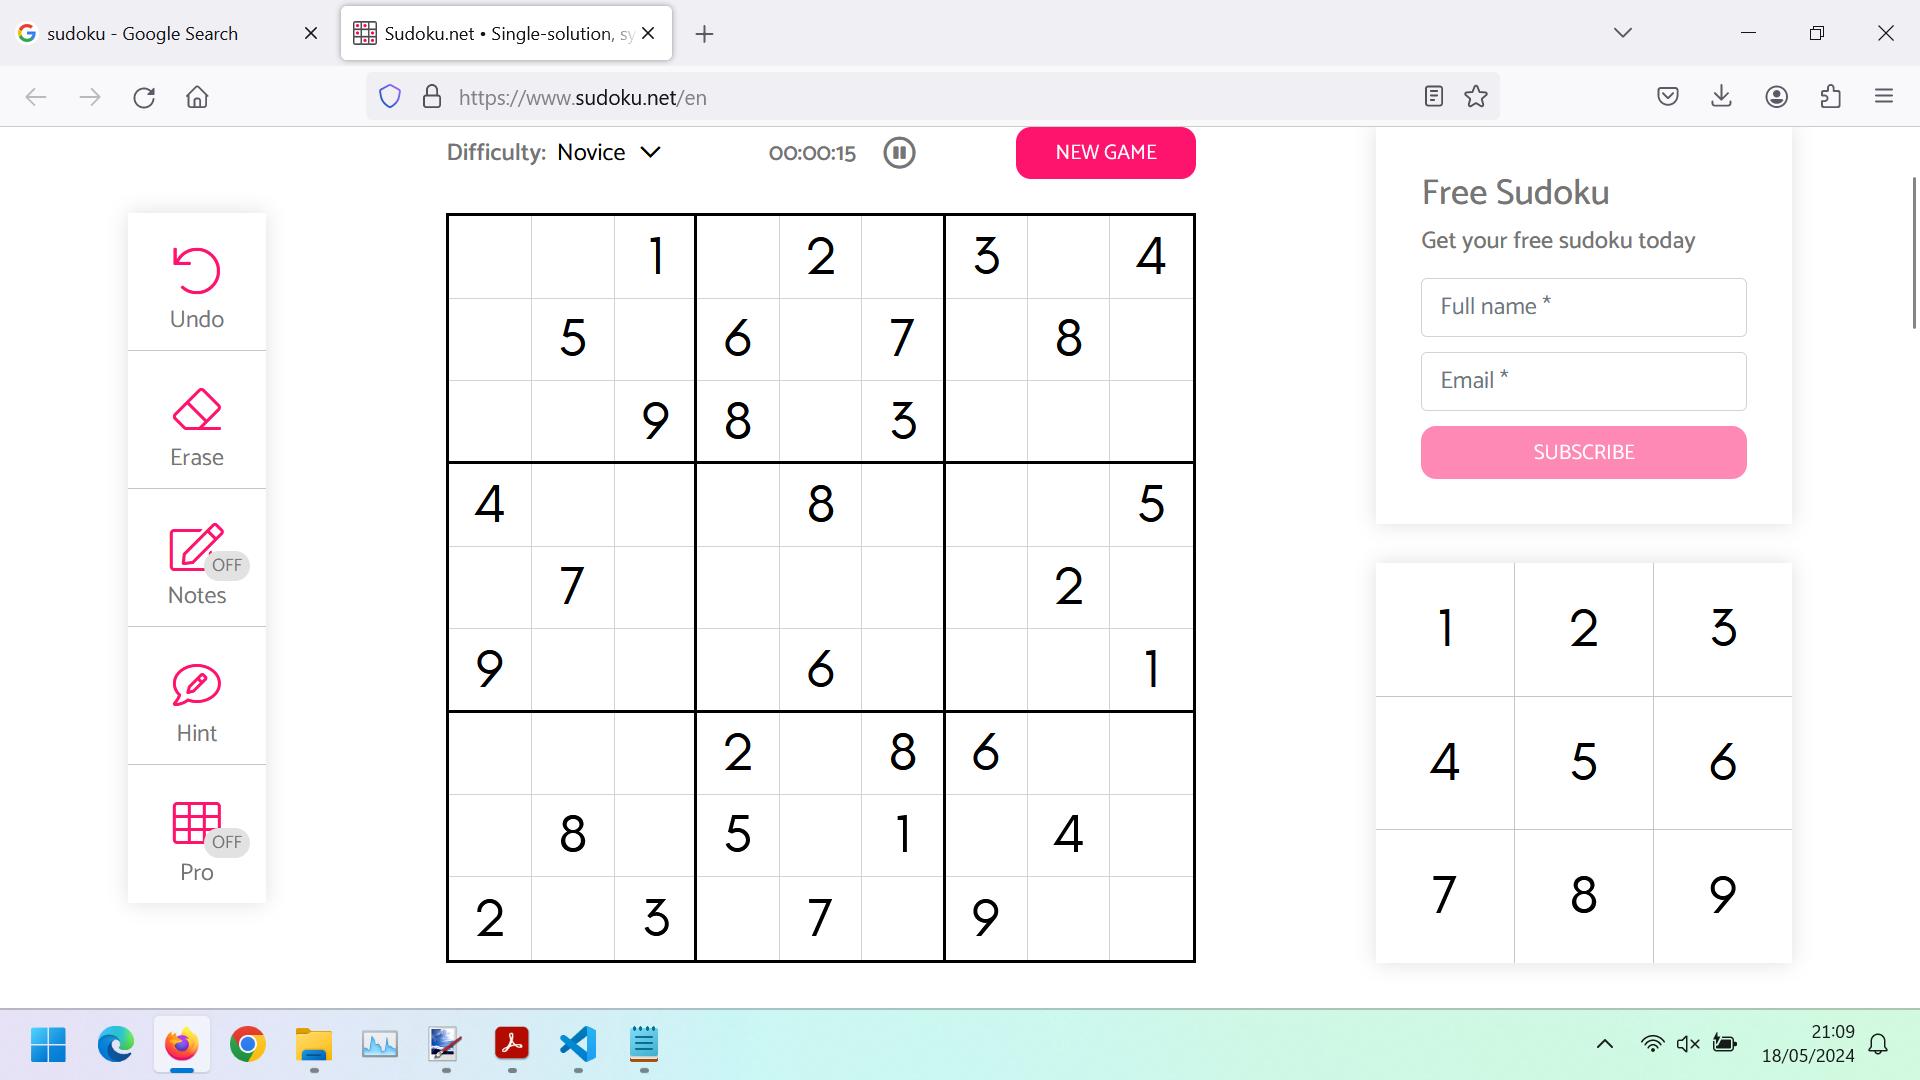 sudoku - Google Search
Sudoku.net • Single-solution, sy
https://www.sudoku.net/en
Difficulty: Novice
00:00:15
NEW GAME
Undo
Erase
OFF
Notes
Hint
OFF
Pro
1 2 3 4
5 6 7 8
9 8 3
4 8 5
7 2
9 6 1
2 8 6
8 5 1 4
2 3 7 9
Free Sudoku
Get your free sudoku today
Full name *
Email *
SUBSCRIBE
1 2 3
4 5 6
7 8 9
21:09
18/05/2024